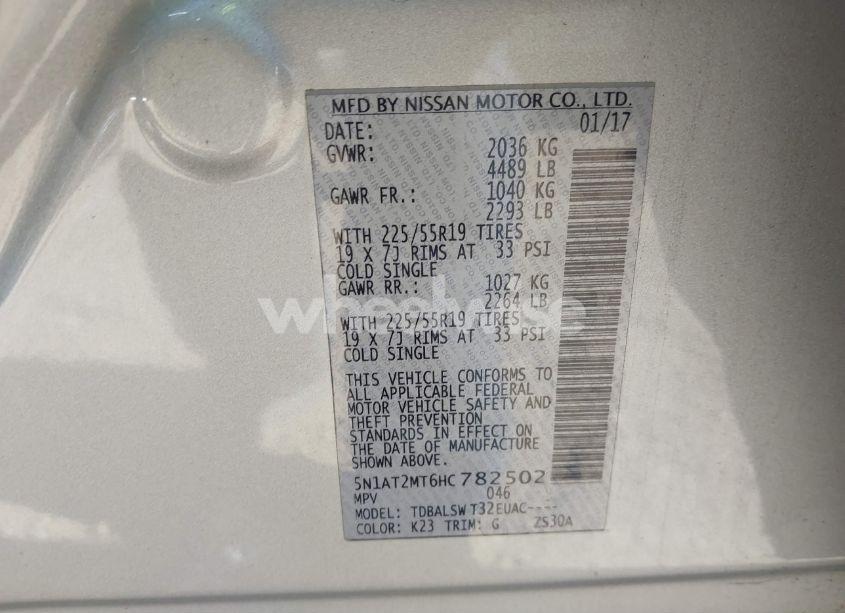 MFD BY NISSAN MOTOR CO., LTD.
DATE: 01/17
GVWR: 2036 KG
4489 LB
GAWR FR.: 1040 KG
2293 LB
WITH 225/55R19 TIRES
19 X 7J RIMS AT 33 PSI
COLD SINGLE
GAWR RR.: 1027 KG
2264 LB
WITH 225/55R19 TIRES
19 X 7J RIMS AT 33 PSI
COLD SINGLE
THIS VEHICLE CONFORMS TO
ALL APPLICABLE FEDERAL
MOTOR VEHICLE SAFETY AND
THEFT PREVENTION
STANDARDS IN EFFECT ON
THE DATE OF MANUFACTURE
SHOWN ABOVE.
5N1AT2MT6HC782502
MPV 046
MODEL: TDBALSW T32EUAC----
COLOR: K23 TRIM: G ZS30A
wheelwise